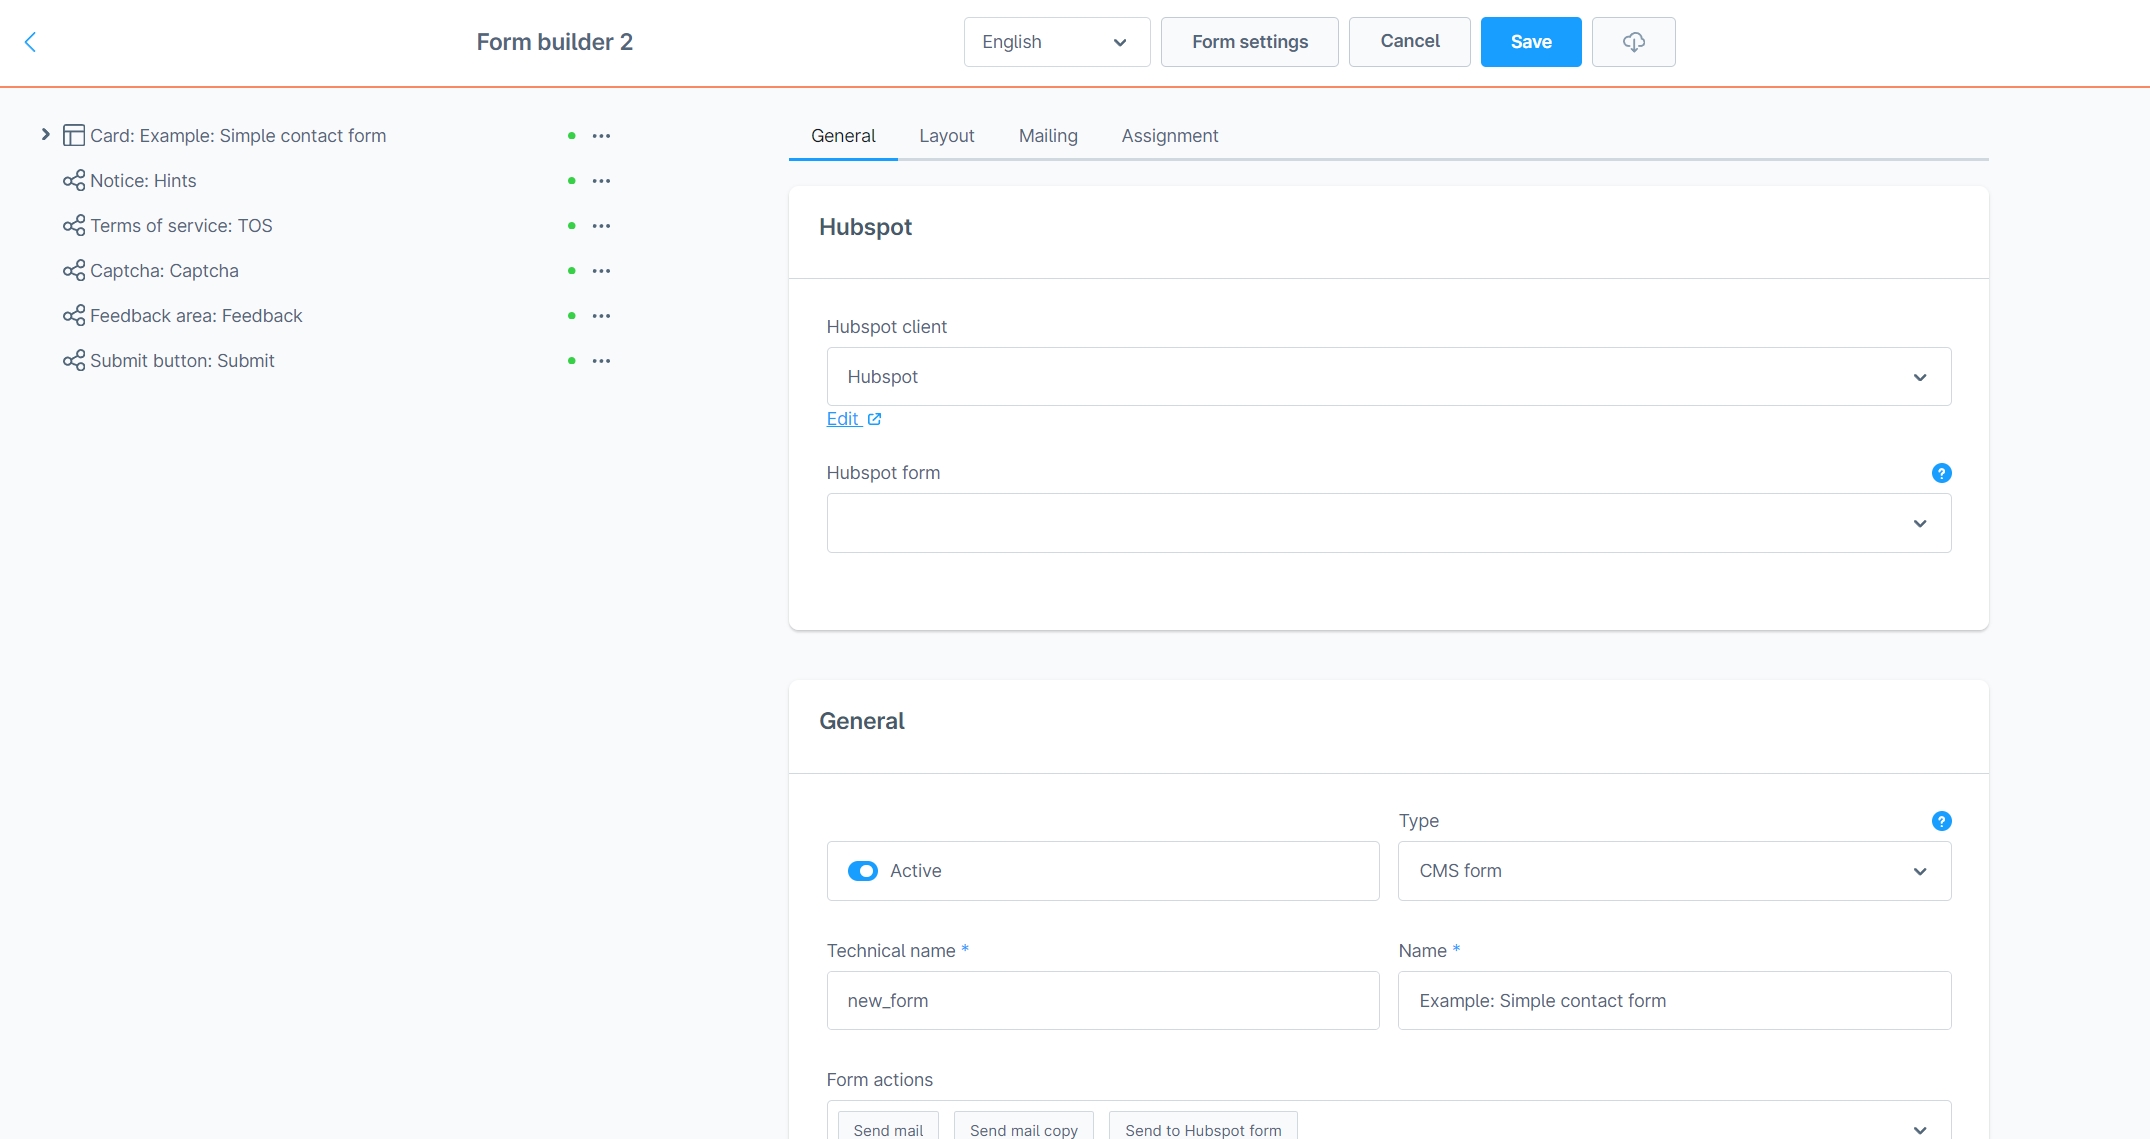 Form builder 2
English
Form settings
Cancel
Save
Card: Example: Simple contact form
Notice: Hints
Terms of service: TOS
Captcha: Captcha
Feedback area: Feedback
Submit button: Submit
General Layout Mailing Assignment
Hubspot
Hubspot client
Hubspot
Edit
Hubspot form
?
General
Type
?
Active
CMS form
Technical name *
Name *
new_form
Example: Simple contact form
Form actions
Send mail Send mail copy Send to Hubspot form